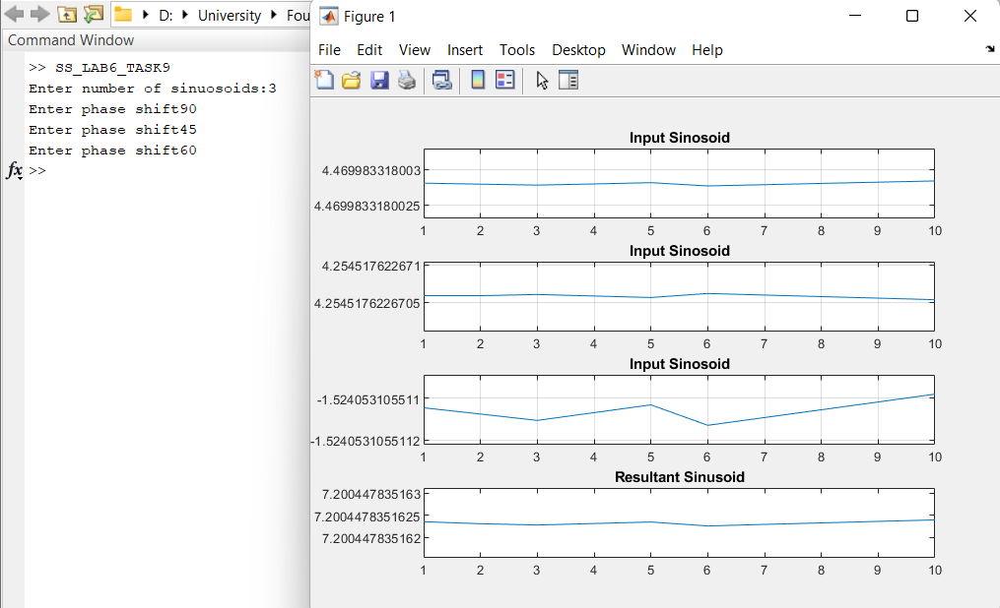 D: University Fou
Command Window
>> SS_LAB6_TASK9
Enter number of sinuosoids:3
Enter phase shift90
Enter phase shift45
Enter phase shift60
fx >>
Figure 1
File Edit View Insert Tools Desktop Window Help
Input Sinosoid
4.469983318003
4.4699833180025
1 2 3 4 5 6 7 8 9 10
Input Sinosoid
4.254517622671
4.2545176226705
1 2 3 4 5 6 7 8 9 10
Input Sinosoid
-1.524053105511
-1.5240531055112
1 2 3 4 5 6 7 8 9 10
Resultant Sinusoid
7.200447835163
7.2004478351625
7.200447835162
1 2 3 4 5 6 7 8 9 10